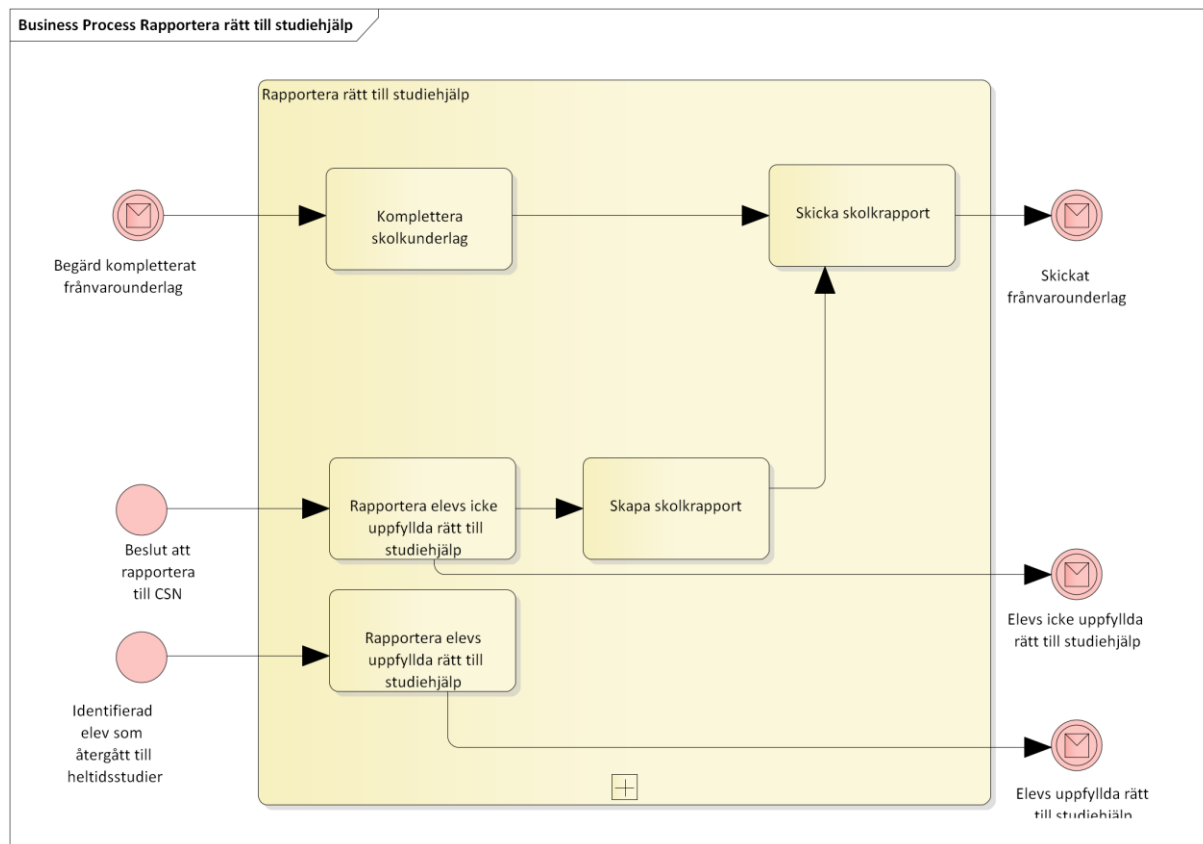 Business Process Rapportera rätt till studiehjälp
Rapportera rätt till studiehjälp
Komplettera
skolkunderlag
Skicka skolkrapport
Begärd kompletterat
frånvarounderlag
Skickat
frånvarounderlag
Rapportera elevs icke
uppfyllda rätt till
studiehjälp
Skapa skolkrapport
Beslut att
rapportera
till CSN
Elevs icke uppfyllda
rätt till studiehjälp
Rapportera elevs
uppfyllda rätt till
studiehjälp
Identifierad
elev som
återgått till
heltidsstudier
Elevs uppfyllda rätt
till studiehjälp